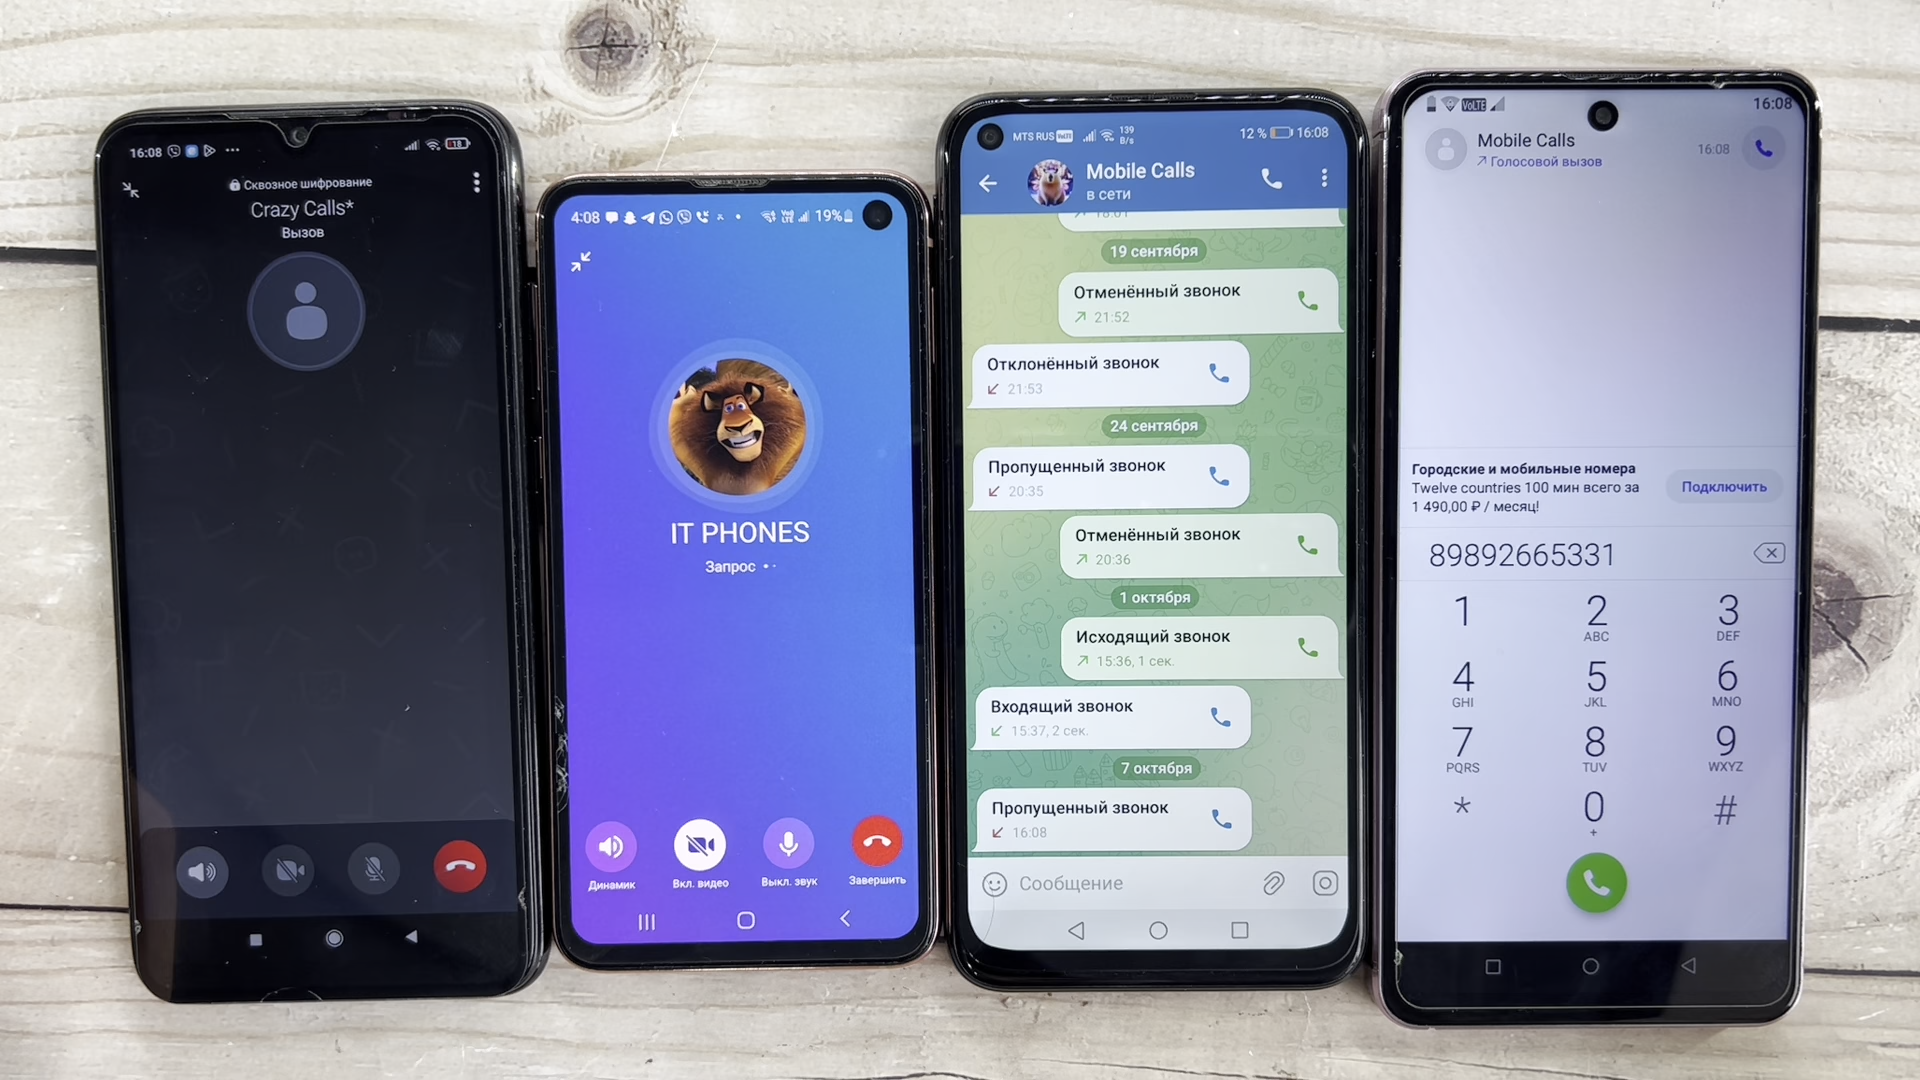 16:08
18
Сквозное шифрование
Crazy Calls*
Вызов
4:08
19%
IT PHONES
Запрос
Динамик
Вкл. видео
Выкл. звук
Завершить
MTS RUS
139
B/s
12 %
16:08
Mobile Calls
в сети
18:01
19 сентября
Отменённый звонок
21:52
Отклонённый звонок
21:53
24 сентября
Пропущенный звонок
20:35
Отменённый звонок
20:36
1 октября
Исходящий звонок
15:36, 1 сек.
Входящий звонок
15:37, 2 сек.
7 октября
Пропущенный звонок
16:08
Сообщение
VoLTE
16:08
Mobile Calls
Голосовой вызов
16:08
Городские и мобильные номера
Twelve countries 100 мин всего за
1 490,00 ₽ / месяц!
Подключить
89892665331
1 2 3
ABC DEF
4 5 6
GHI JKL MNO
7 8 9
PQRS TUV WXYZ
* 0 #
+